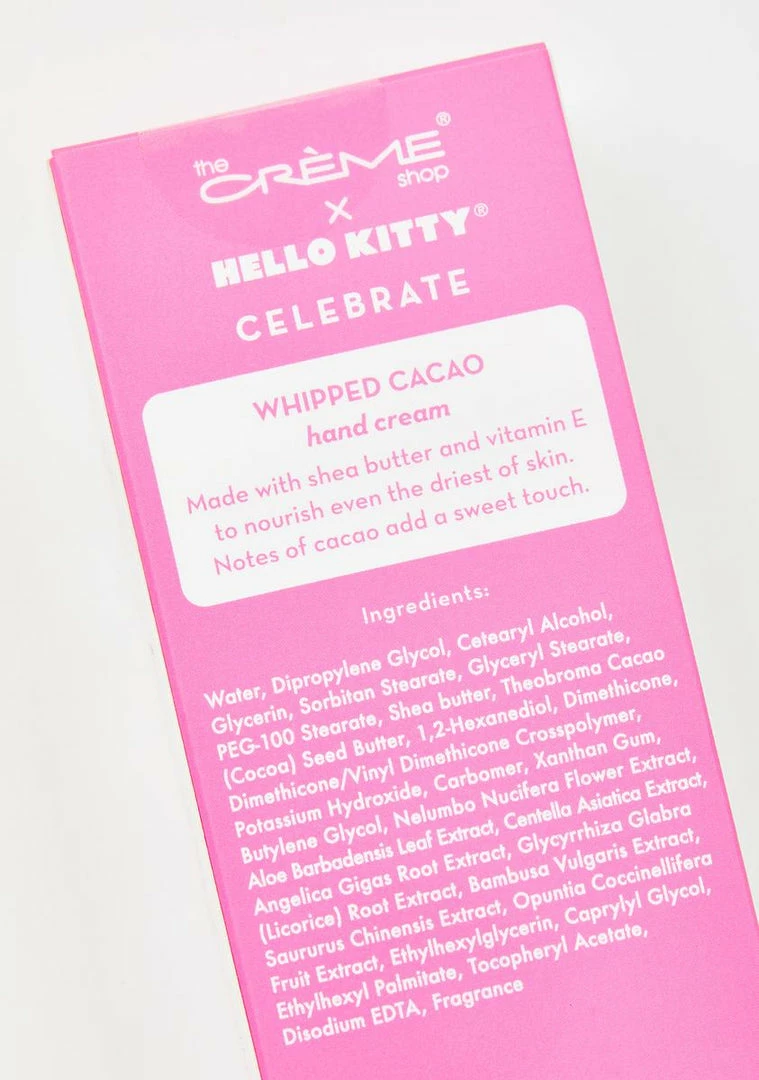 the
CRÈME®
shop
×
HELLO KITTY®
CELEBRATE
WHIPPED CACAO
hand cream
Made with shea butter and vitamin E
to nourish even the driest of skin.
Notes of cacao add a sweet touch.
Ingredients:
Water, Dipropylene Glycol, Cetearyl Alcohol,
Glycerin, Sorbitan Stearate, Glyceryl Stearate,
PEG-100 Stearate, Shea butter, Theobroma Cacao
(Cocoa) Seed Butter, 1,2-Hexanediol, Dimethicone,
Dimethicone/Vinyl Dimethicone Crosspolymer,
Potassium Hydroxide, Carbomer, Xanthan Gum,
Butylene Glycol, Nelumbo Nucifera Flower Extract,
Aloe Barbadensis Leaf Extract, Centella Asiatica Extract,
Angelica Gigas Root Extract, Glycyrrhiza Glabra
(Licorice) Root Extract, Bambusa Vulgaris Extract,
Saururus Chinensis Extract, Opuntia Coccinellifera
Fruit Extract, Ethylhexylglycerin, Caprylyl Glycol,
Ethylhexyl Palmitate, Tocopheryl Acetate,
Disodium EDTA, Fragrance